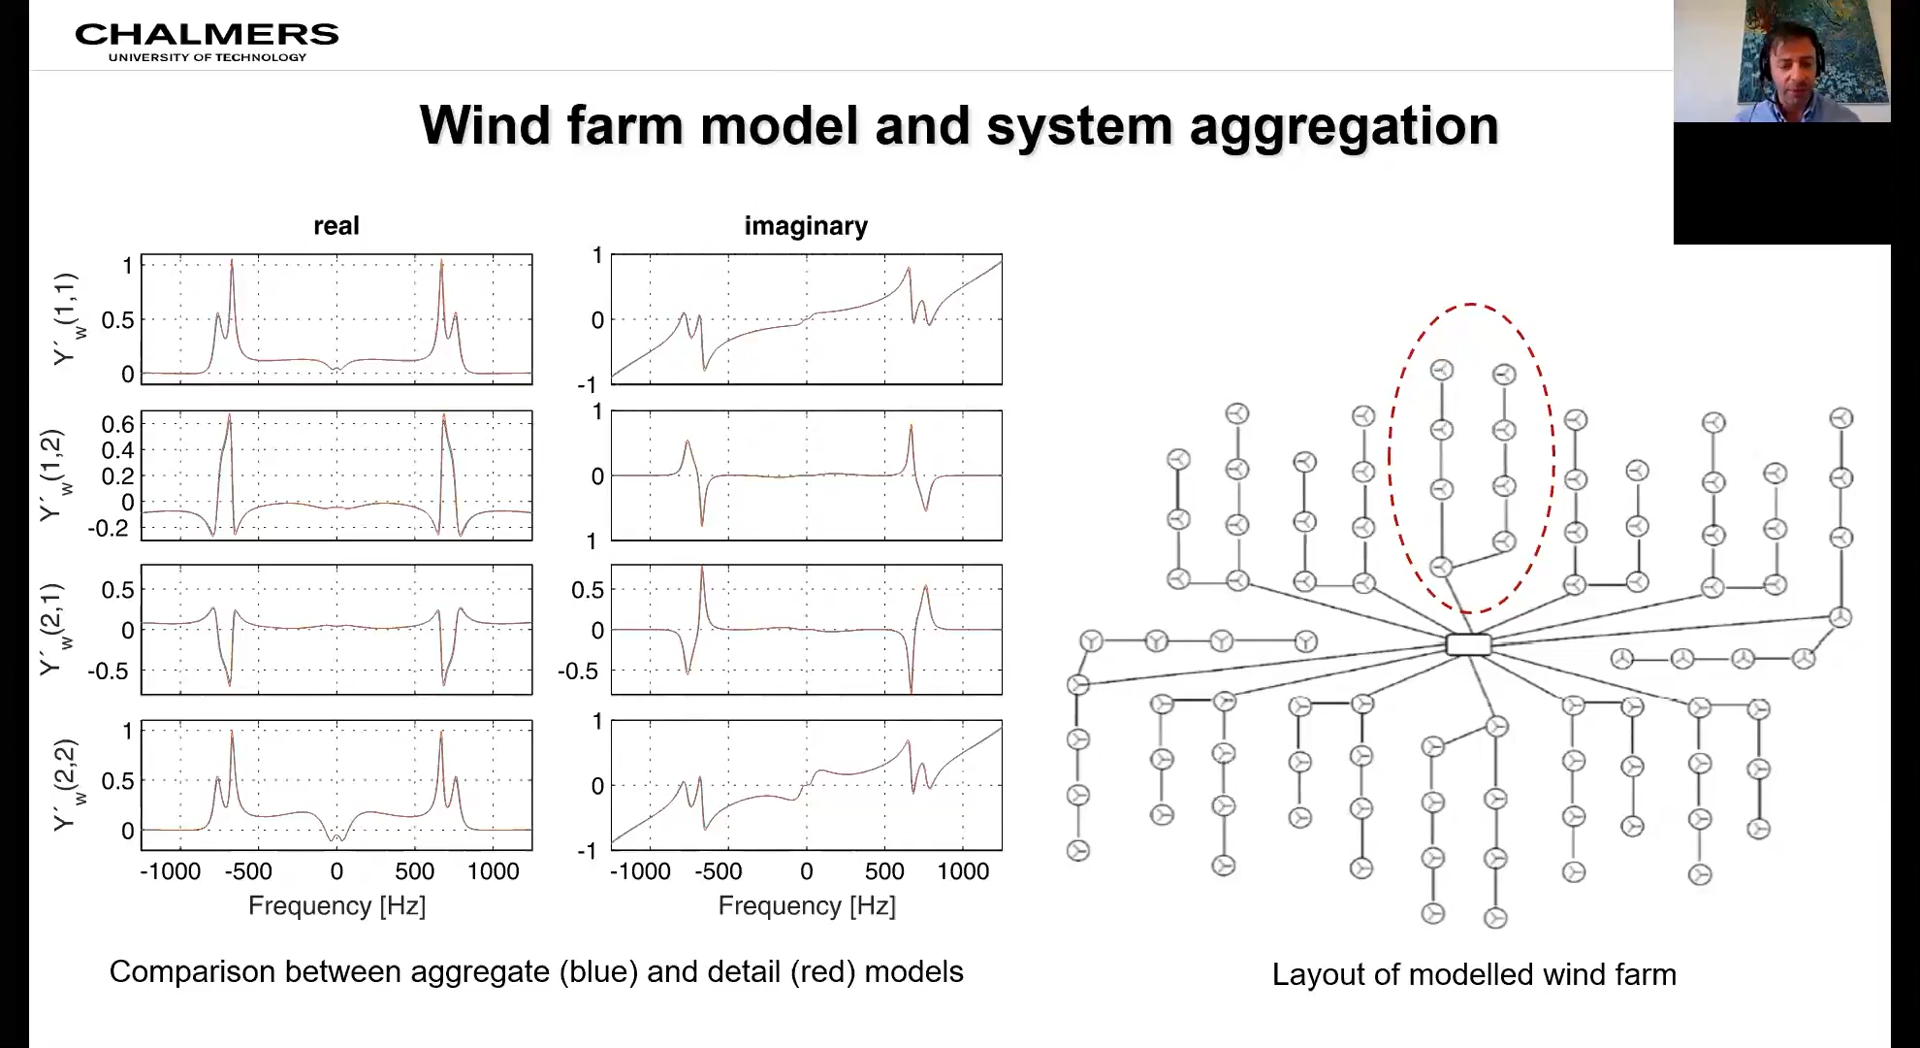 CHALMERS
UNIVERSITY OF TECHNOLOGY
Wind farm model and system aggregation
real
imaginary
Y´w(1,1)
1
0.5
0
1
0
-1
Y´w(1,2)
0.6
0.4
0.2
0
-0.2
1
0
1
Y´w(2,1)
0.5
0
-0.5
0.5
0
-0.5
Y´w(2,2)
1
0.5
0
1
0
-1
-1000 -500 0 500 1000
-1000 -500 0 500 1000
Frequency [Hz]
Frequency [Hz]
Comparison between aggregate (blue) and detail (red) models
Layout of modelled wind farm